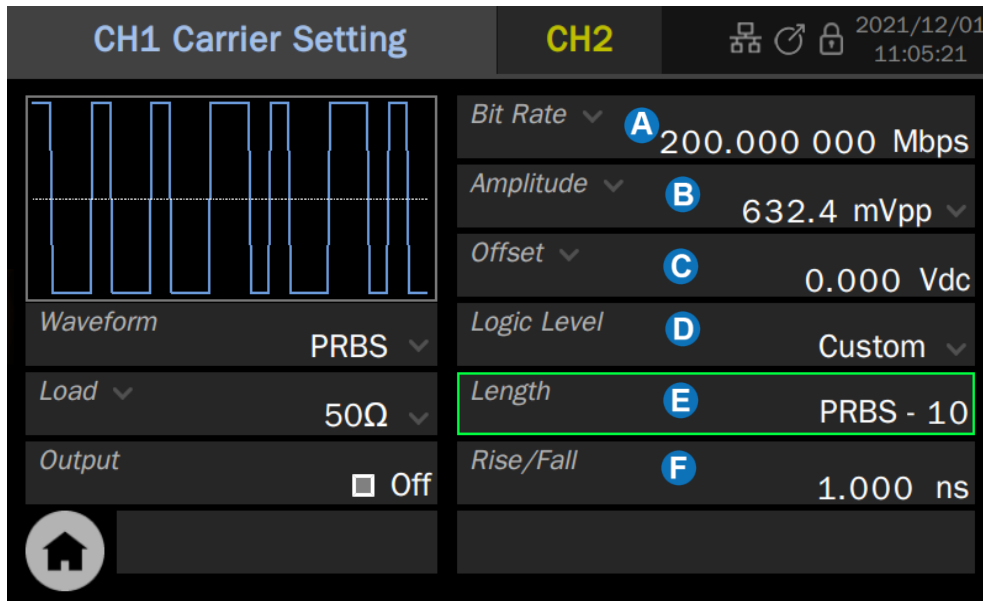 CH1 Carrier Setting
CH2
2021/12/01
11:05:21
Bit Rate
A
200.000 000 Mbps
Amplitude
B
632.4 mVpp
Offset
C
0.000 Vdc
Waveform
PRBS
Logic Level
D
Custom
Load
50Ω
Length
E
PRBS - 10
Output
Off
Rise/Fall
F
1.000 ns